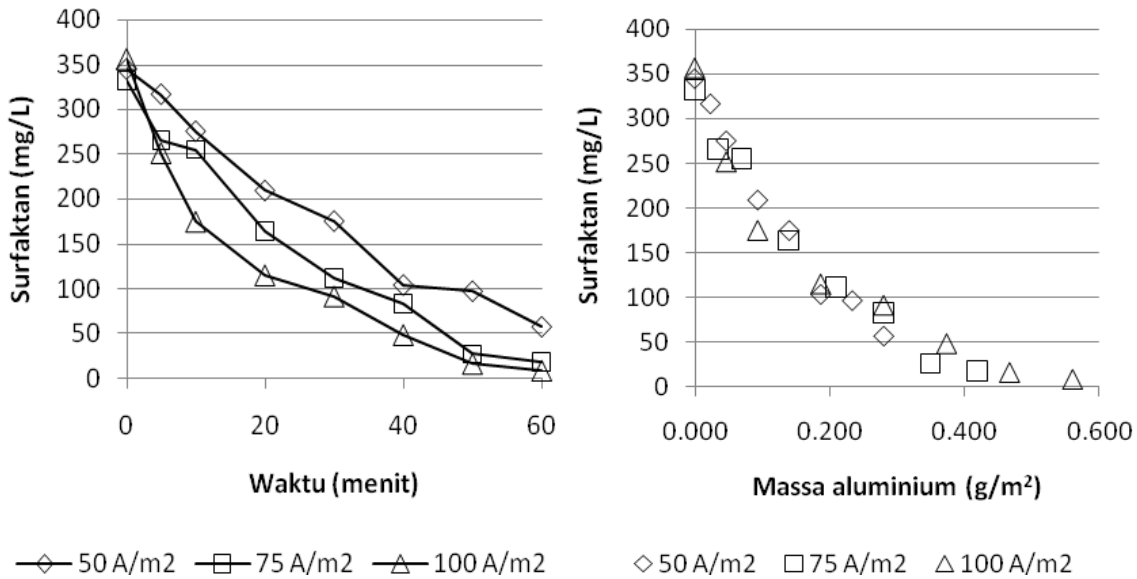 400
350
300
250
200
150
100
50
0
Surfaktan (mg/L)
0 20 40 60
Waktu (menit)
50 A/m2 75 A/m2 100 A/m2
400
350
300
250
200
150
100
50
0
Surfaktan (mg/L)
0.000 0.200 0.400 0.600
Massa aluminium (g/m²)
50 A/m2 75 A/m2 100 A/m2